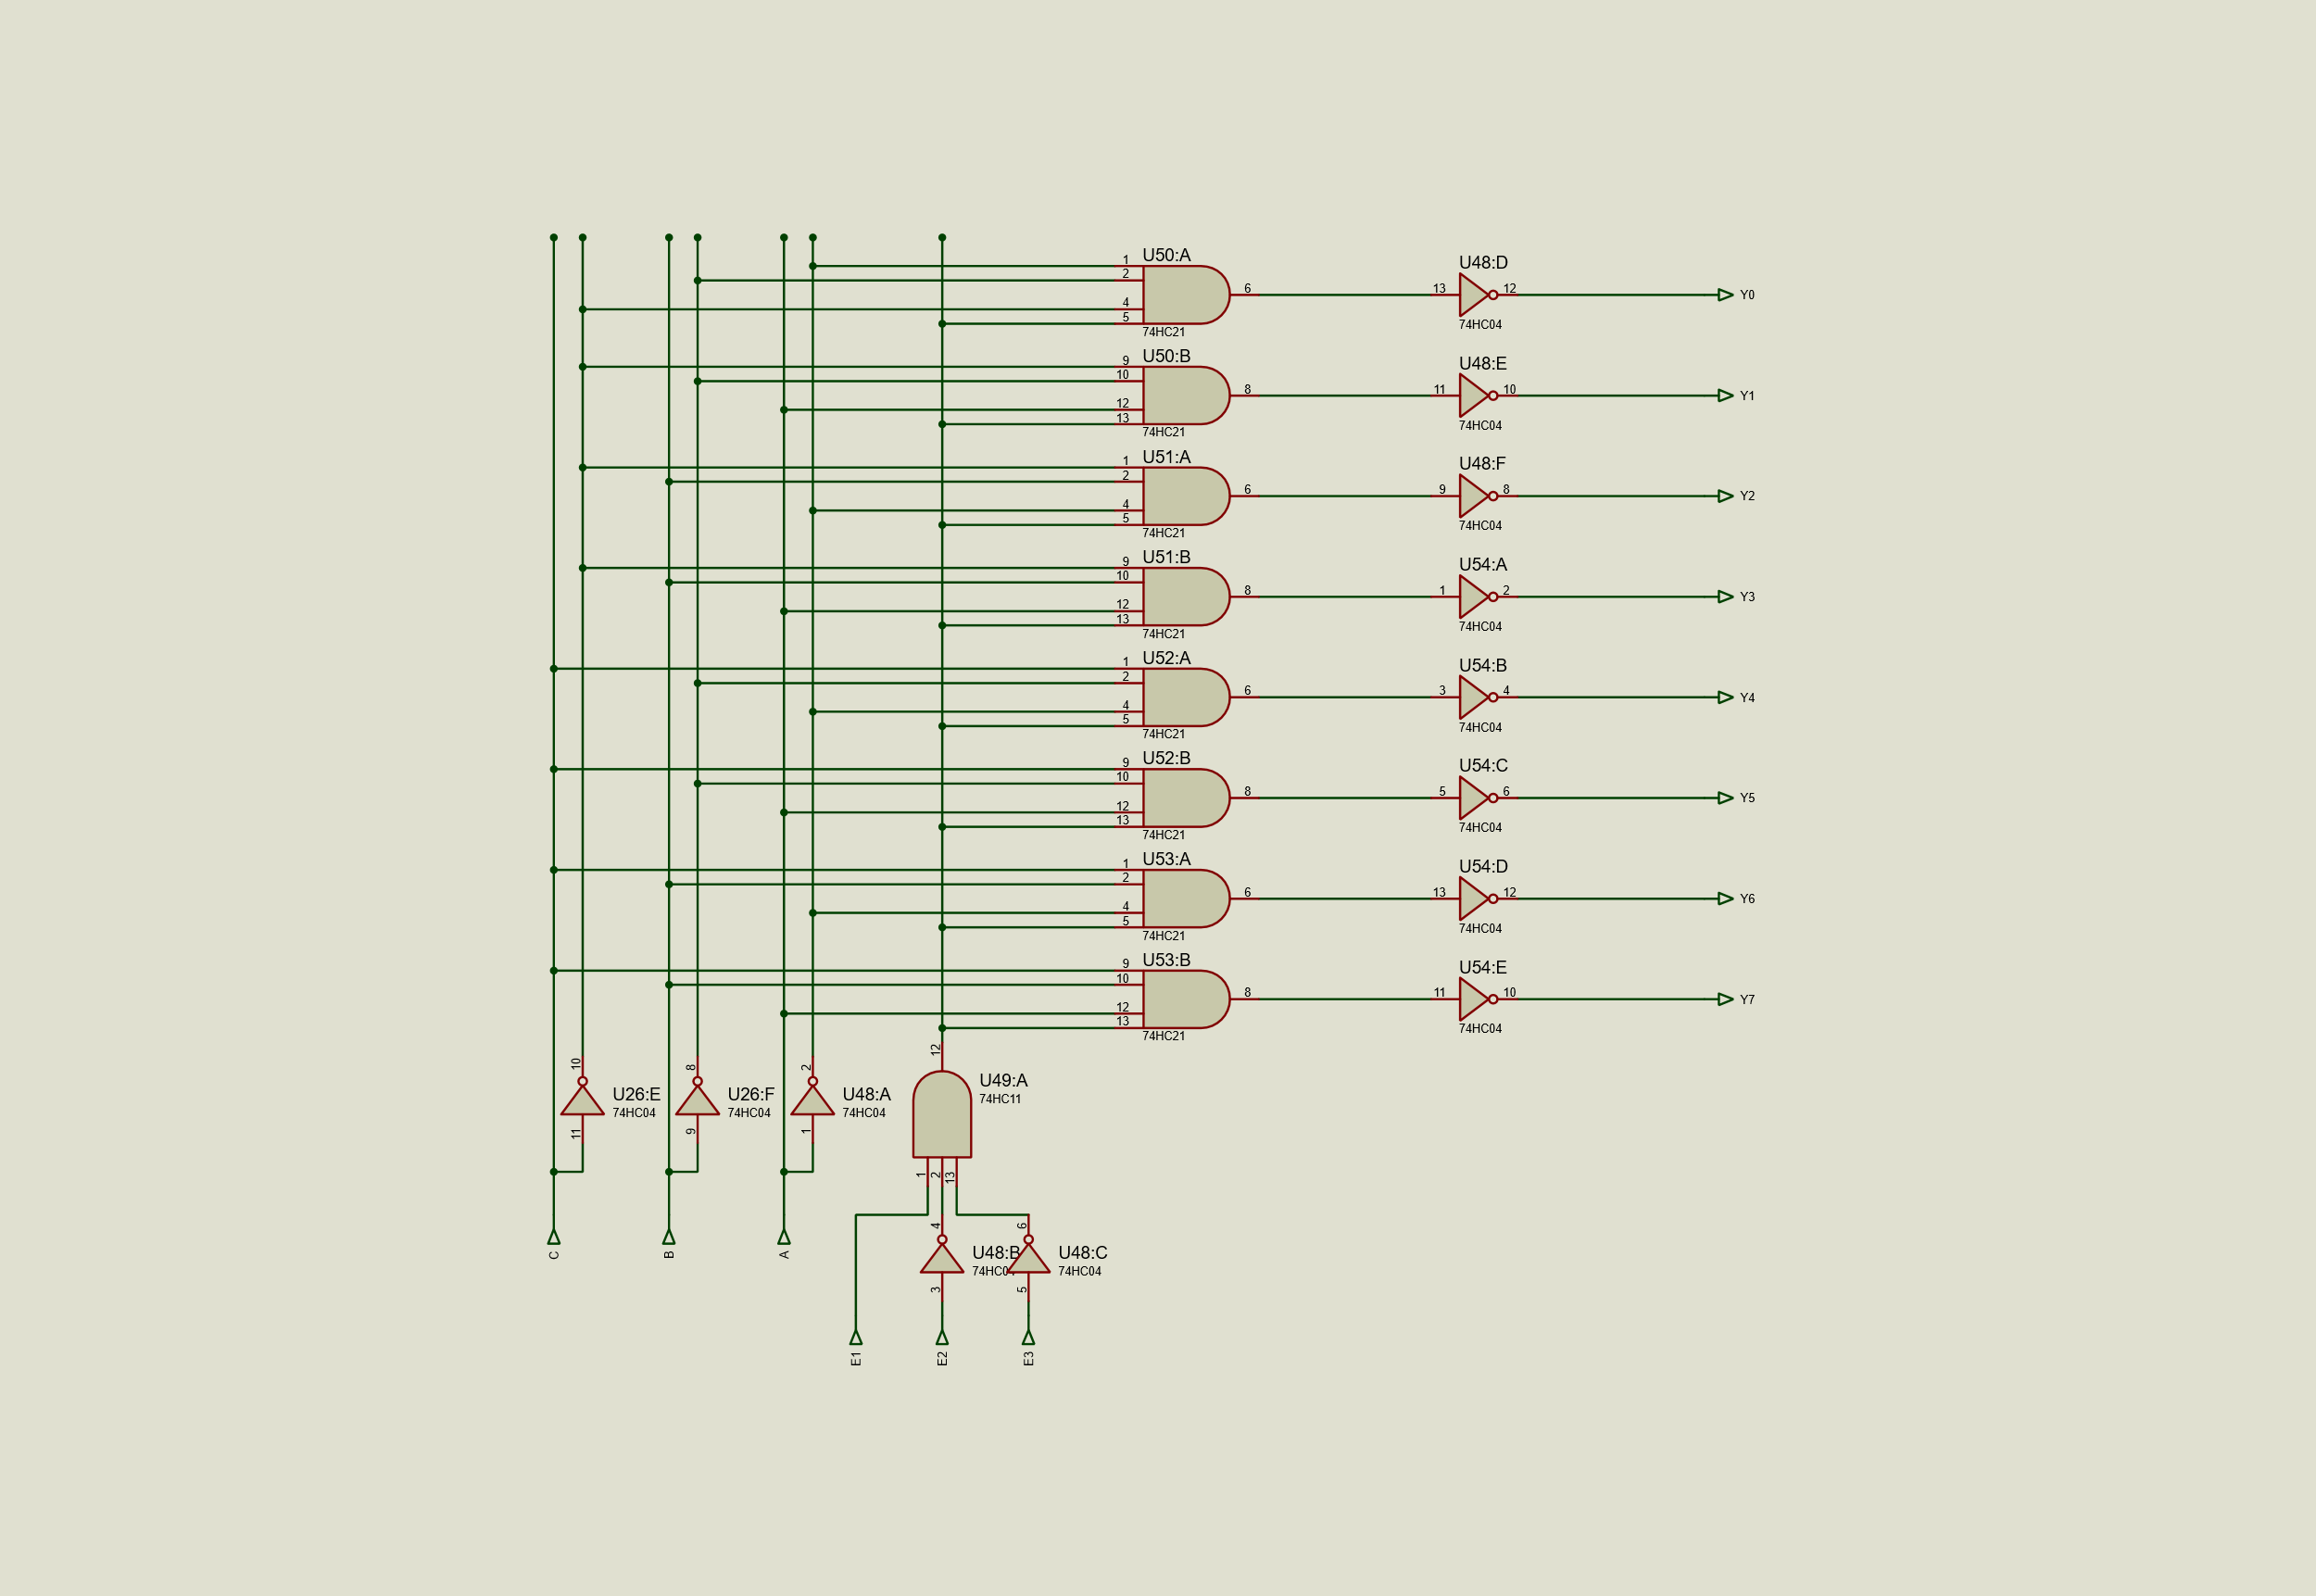 U50:A
1
2
4
5
6
74HC21
U48:D
13
12
74HC04
Y0
U50:B
9
10
12
13
8
74HC21
U48:E
11
10
74HC04
Y1
U51:A
1
2
4
5
6
74HC21
U48:F
9
8
74HC04
Y2
U51:B
9
10
12
13
8
74HC21
U54:A
1
2
74HC04
Y3
U52:A
1
2
4
5
6
74HC21
U54:B
3
4
74HC04
Y4
U52:B
9
10
12
13
8
74HC21
U54:C
5
6
74HC04
Y5
U53:A
1
2
4
5
6
74HC21
U54:D
13
12
74HC04
Y6
U53:B
9
10
12
13
8
74HC21
U54:E
11
10
74HC04
Y7
10
U26:E
74HC04
11
8
U26:F
74HC04
9
2
U48:A
74HC04
1
12
U49:A
74HC11
1
2
13
C
B
A
4
U48:B
74HC04
3
6
U48:C
74HC04
5
E1
E2
E3